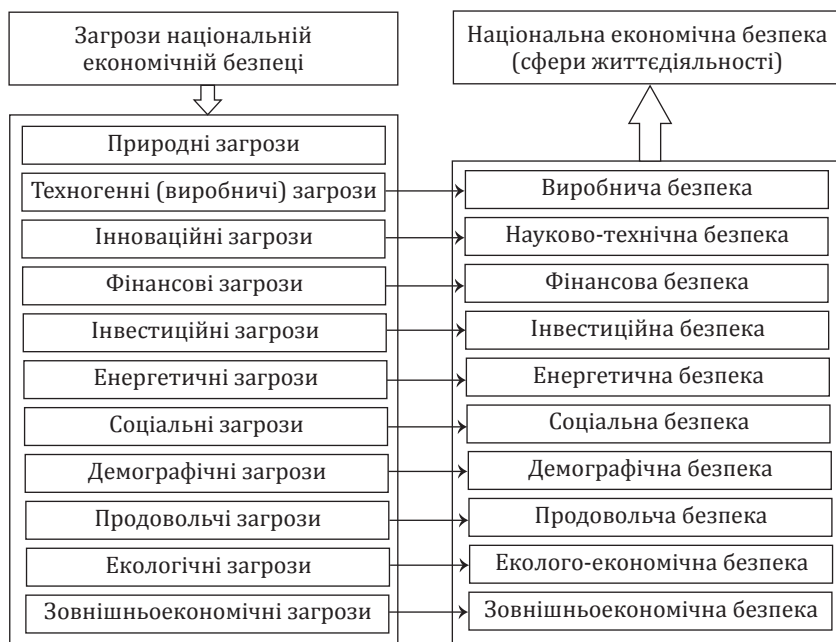 Загрози національній
економічній безпеці
Національна економічна безпека
(сфери життєдіяльності)
Природні загрози
Техногенні (виробничі) загрози
Виробнича безпека
Інноваційні загрози
Науково-технічна безпека
Фінансові загрози
Фінансова безпека
Інвестиційні загрози
Інвестиційна безпека
Енергетичні загрози
Енергетична безпека
Соціальні загрози
Соціальна безпека
Демографічні загрози
Демографічна безпека
Продовольчі загрози
Продовольча безпека
Екологічні загрози
Еколого-економічна безпека
Зовнішньоекономічні загрози
Зовнішньоекономічна безпека